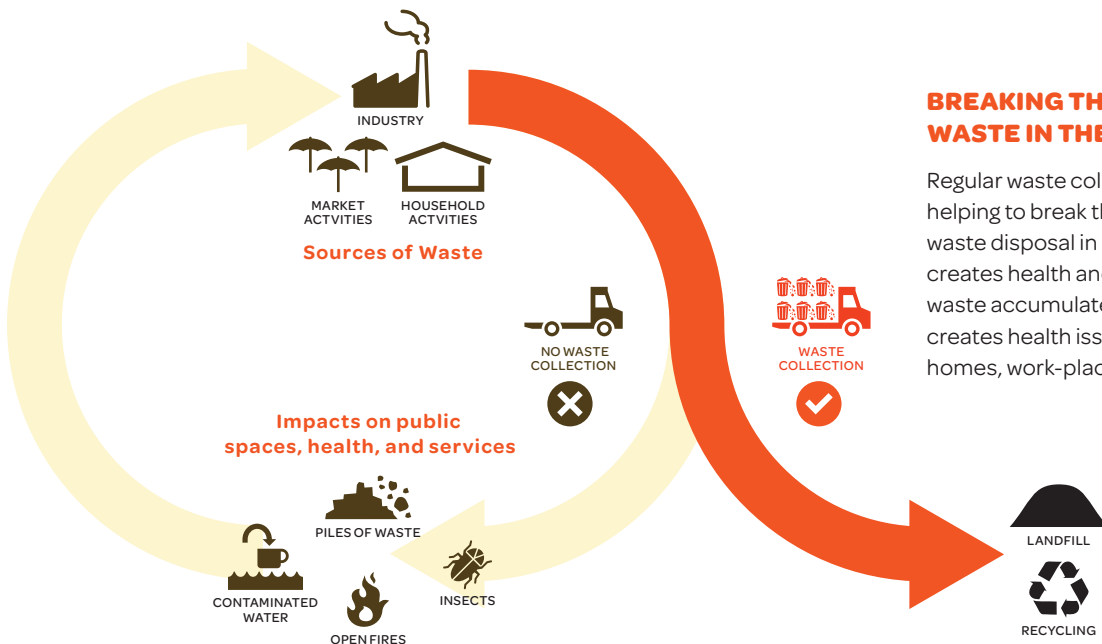 INDUSTRY
MARKET
ACTVITIES
HOUSEHOLD
ACTVITIES
Sources of Waste
NO WASTE
COLLECTION
WASTE
COLLECTION
Impacts on public
spaces, health, and services
PILES OF WASTE
CONTAMINATED
WATER
OPEN FIRES
INSECTS
LANDFILL
RECYCLING
BREAKING TH
WASTE IN THE
Regular waste col
helping to break th
waste disposal in
creates health and
waste accumulate
creates health iss
homes, work-plac